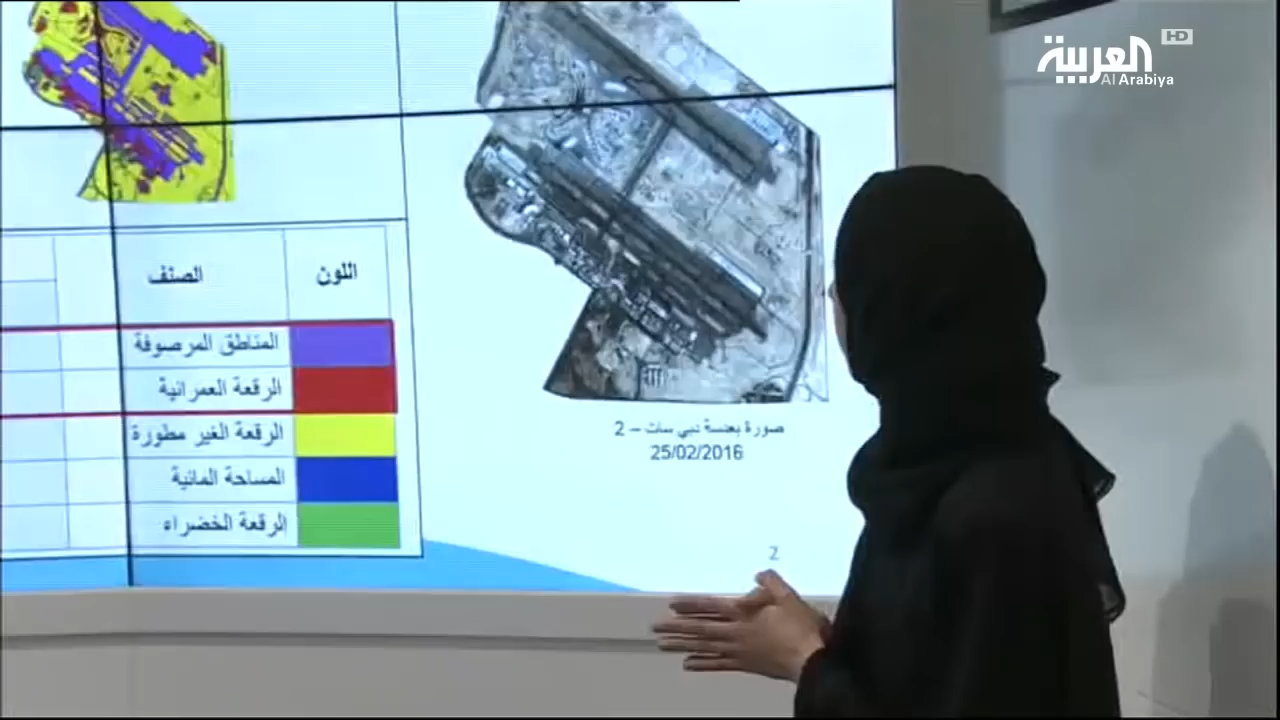 العربية HD
Al Arabiya
اللون الصنف
المناطق المرصوفة
الرقعة العمرانية
الرقعة الغير مطورة
المساحة المائية
الرقعة الخضراء
صورة بعدسة نبي سات – 2
25/02/2016
2